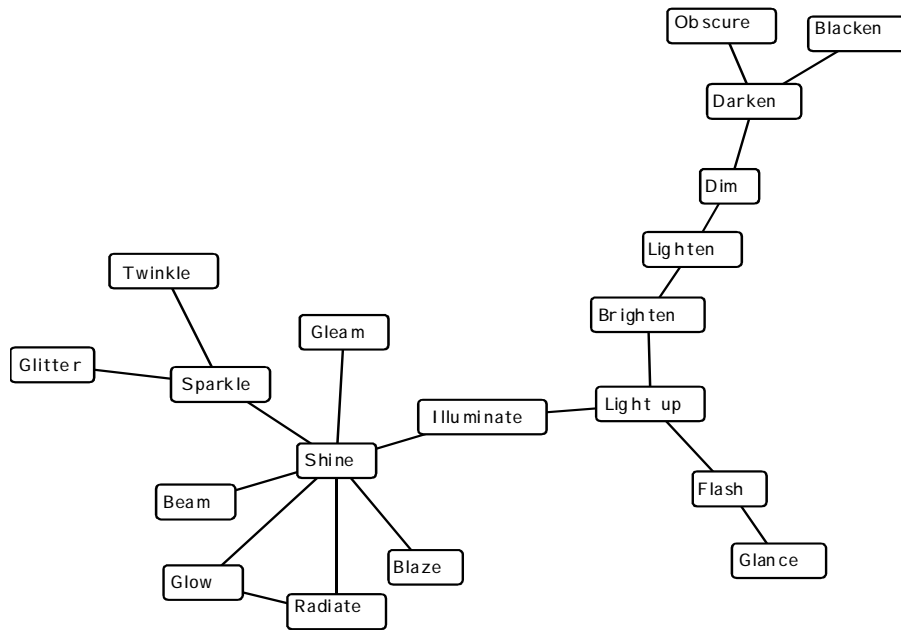 Obscure
Blacken
Darken
Dim
Lighten
Twinkle
Brighten
Gleam
Glitter
Sparkle
Light up
Illuminate
Shine
Flash
Beam
Glance
Blaze
Glow
Radiate